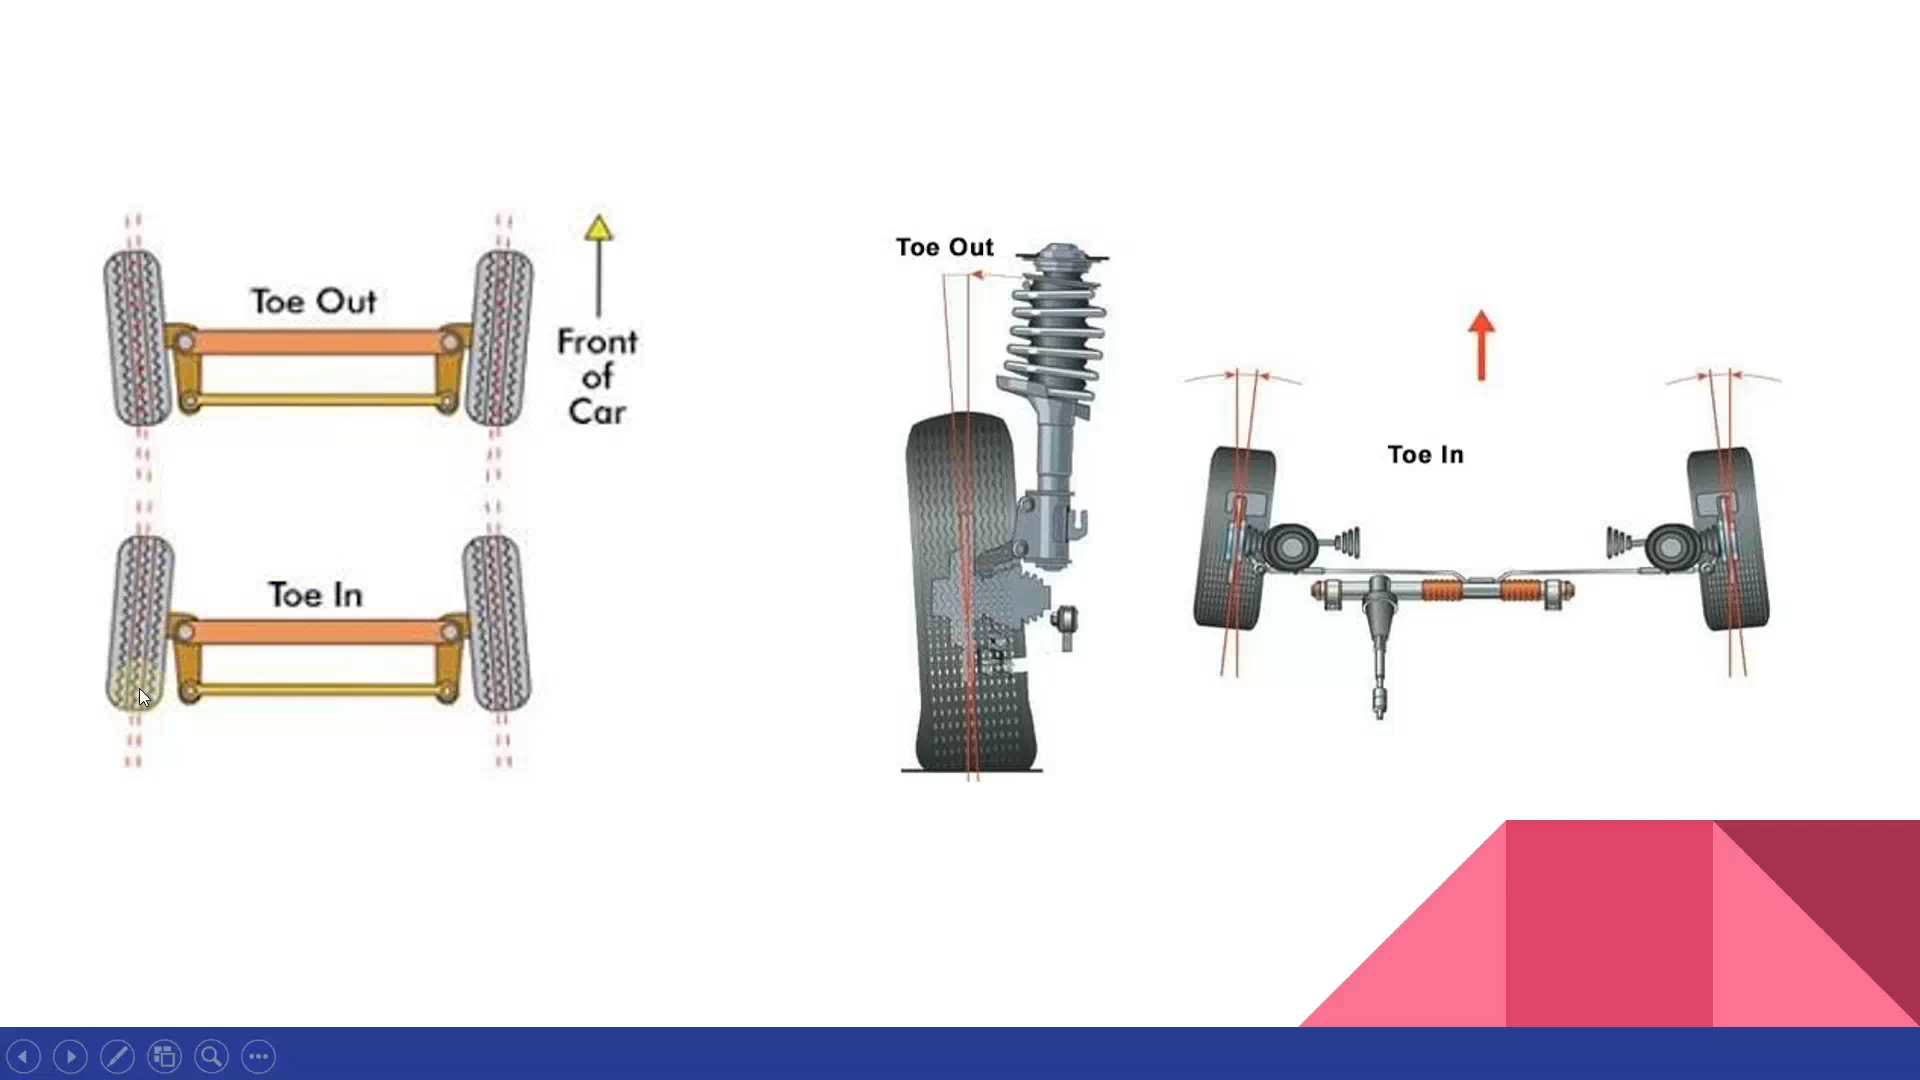 Toe Out
Front
of
Car
Toe In
Toe Out
Toe In